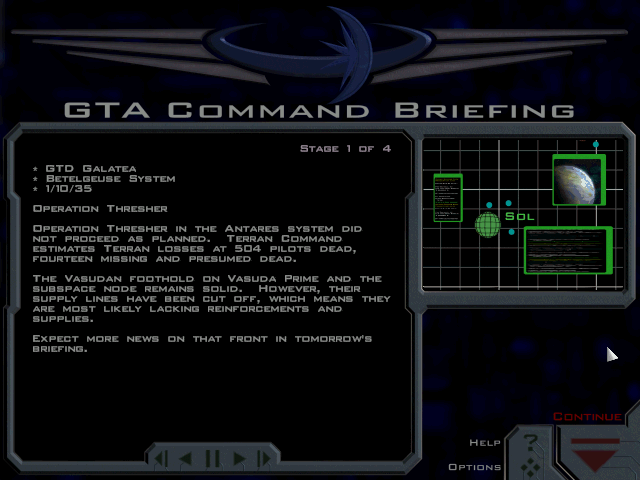 GTA Command Briefing
Stage 1 of 4
* GTD Galatea
* Betelgeuse System
* 1/10/35
Operation Thresher
Operation Thresher in the Antares system did
not proceed as planned. Terran Command
estimates Terran losses at 504 pilots dead,
fourteen missing and presumed dead.
The Vasudan foothold on Vasuda Prime and the
subspace node remains solid. However, their
supply lines have been cut off, which means they
are most likely lacking reinforcements and
supplies.
Expect more news on that front in tomorrow's
briefing.
Sol
Continue
Help
?
Options